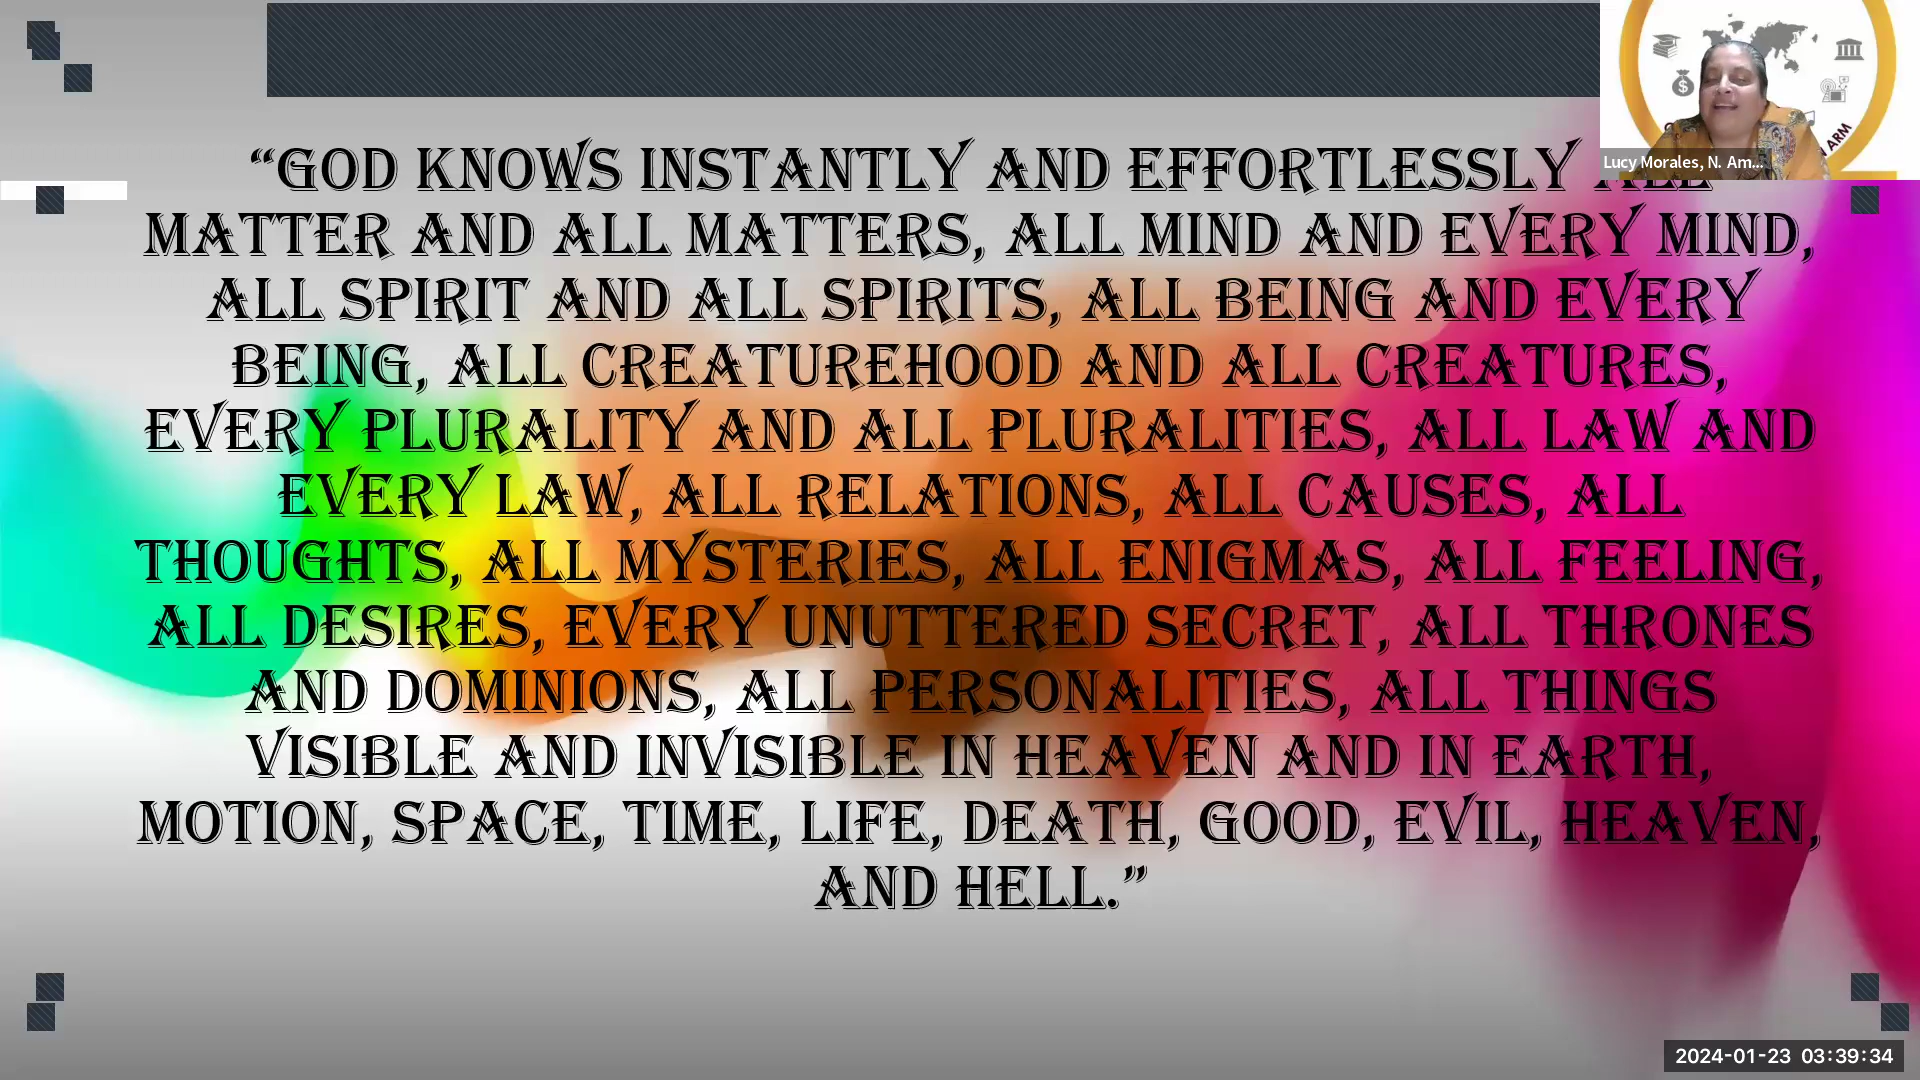 “GOD KNOWS INSTANTLY AND EFFORTLESSLY ALL
MATTER AND ALL MATTERS, ALL MIND AND EVERY MIND,
ALL SPIRIT AND ALL SPIRITS, ALL BEING AND EVERY
BEING, ALL CREATUREHOOD AND ALL CREATURES,
EVERY PLURALITY AND ALL PLURALITIES, ALL LAW AND
EVERY LAW, ALL RELATIONS, ALL CAUSES, ALL
THOUGHTS, ALL MYSTERIES, ALL ENIGMAS, ALL FEELING,
ALL DESIRES, EVERY UNUTTERED SECRET, ALL THRONES
AND DOMINIONS, ALL PERSONALITIES, ALL THINGS
VISIBLE AND INVISIBLE IN HEAVEN AND IN EARTH,
MOTION, SPACE, TIME, LIFE, DEATH, GOOD, EVIL, HEAVEN,
AND HELL.”
$
ARM
Lucy Morales, N. Am...
2024-01-23 03:39:34